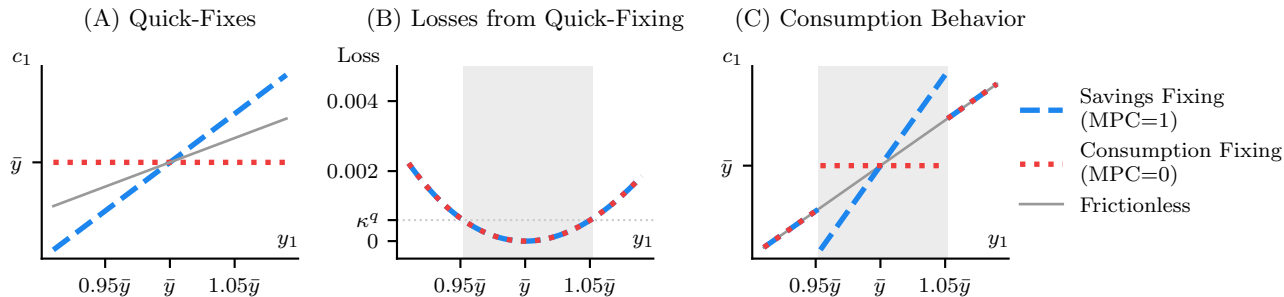 (A) Quick-Fixes
c₁
ȳ
y₁
0.95ȳ ȳ 1.05ȳ
(B) Losses from Quick-Fixing
Loss
0.004
0.002
κ^q
0
y₁
0.95ȳ ȳ 1.05ȳ
(C) Consumption Behavior
c₁
ȳ
y₁
0.95ȳ ȳ 1.05ȳ
Savings Fixing
(MPC=1)
Consumption Fixing
(MPC=0)
Frictionless